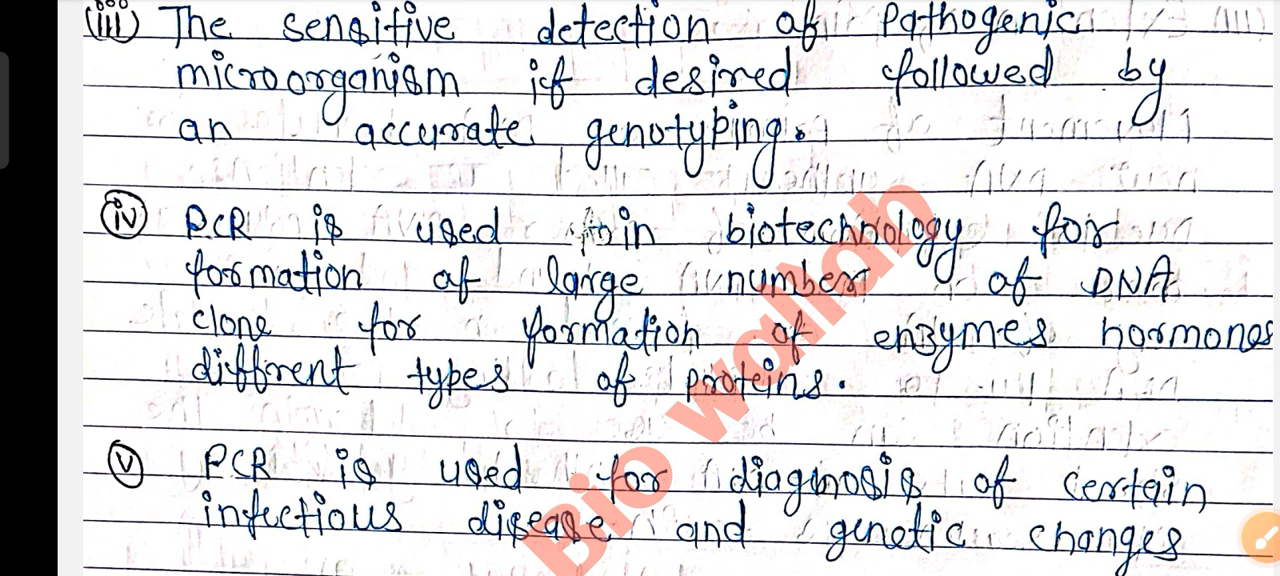 (iii) The sensitive detection of Pathogenic
microorganism if desired followed by
an accurate genotyping.
(iv) PCR is used in biotechnology for
formation of large number of DNA
clone for formation of enzymes hormones
diffrent types of proteins.
(v) PCR is used for diagnosis of certain
infectious disease and genetic changes
Bio wallah